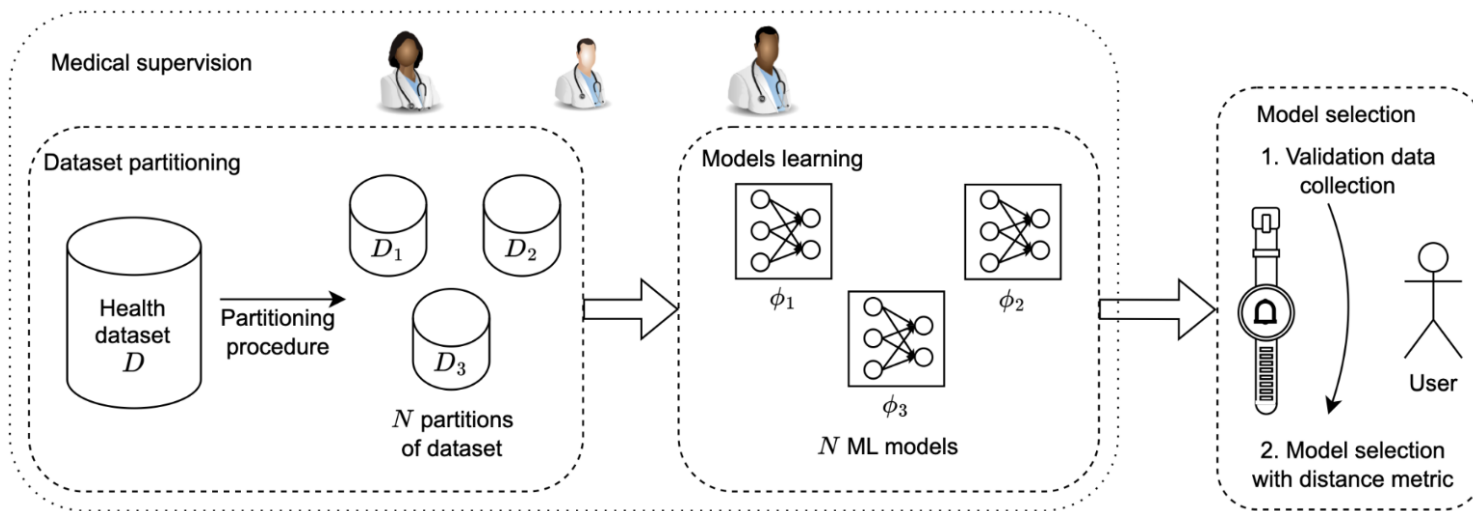 Medical supervision
Dataset partitioning
Health
dataset
D
Partitioning
procedure
D₁
D₂
D₃
N partitions
of dataset
Models learning
ϕ₁
ϕ₂
ϕ₃
N ML models
Model selection
1. Validation data
collection
User
2. Model selection
with distance metric